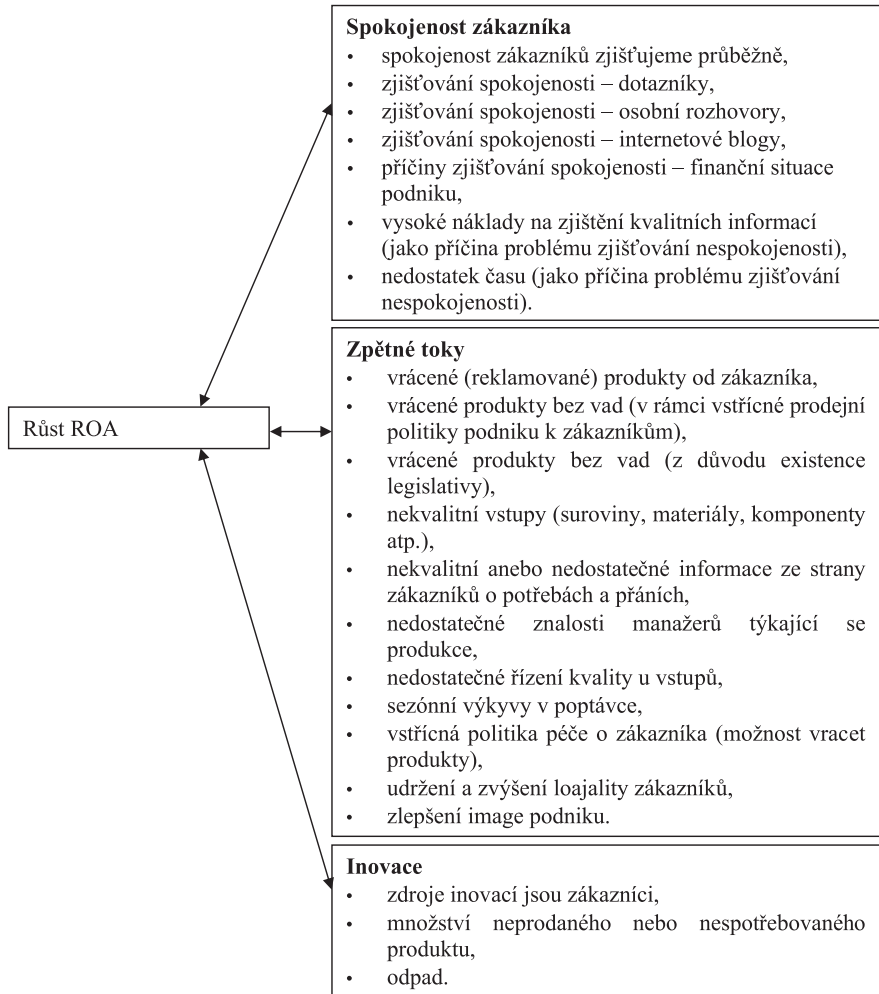 Spokojenost zákazníka
• spokojenost zákazníků zjišťujeme průběžně,
• zjišťování spokojenosti – dotazníky,
• zjišťování spokojenosti – osobní rozhovory,
• zjišťování spokojenosti – internetové blogy,
• příčiny zjišťování spokojenosti – finanční situace
podniku,
• vysoké náklady na zjištění kvalitních informací
(jako příčina problému zjišťování nespokojenosti),
• nedostatek času (jako příčina problému zjišťování
nespokojenosti).
Růst ROA
Zpětné toky
• vrácené (reklamované) produkty od zákazníka,
• vrácené produkty bez vad (v rámci vstřícné prodejní
politiky podniku k zákazníkům),
• vrácené produkty bez vad (z důvodu existence
legislativy),
• nekvalitní vstupy (suroviny, materiály, komponenty
atp.),
• nekvalitní anebo nedostatečné informace ze strany
zákazníků o potřebách a přáních,
• nedostatečné znalosti manažerů týkající se
produkce,
• nedostatečné řízení kvality u vstupů,
• sezónní výkyvy v poptávce,
• vstřícná politika péče o zákazníka (možnost vracet
produkty),
• udržení a zvýšení loajality zákazníků,
• zlepšení image podniku.
Inovace
• zdroje inovací jsou zákazníci,
• množství neprodaného nebo nespotřebovaného
produktu,
• odpad.